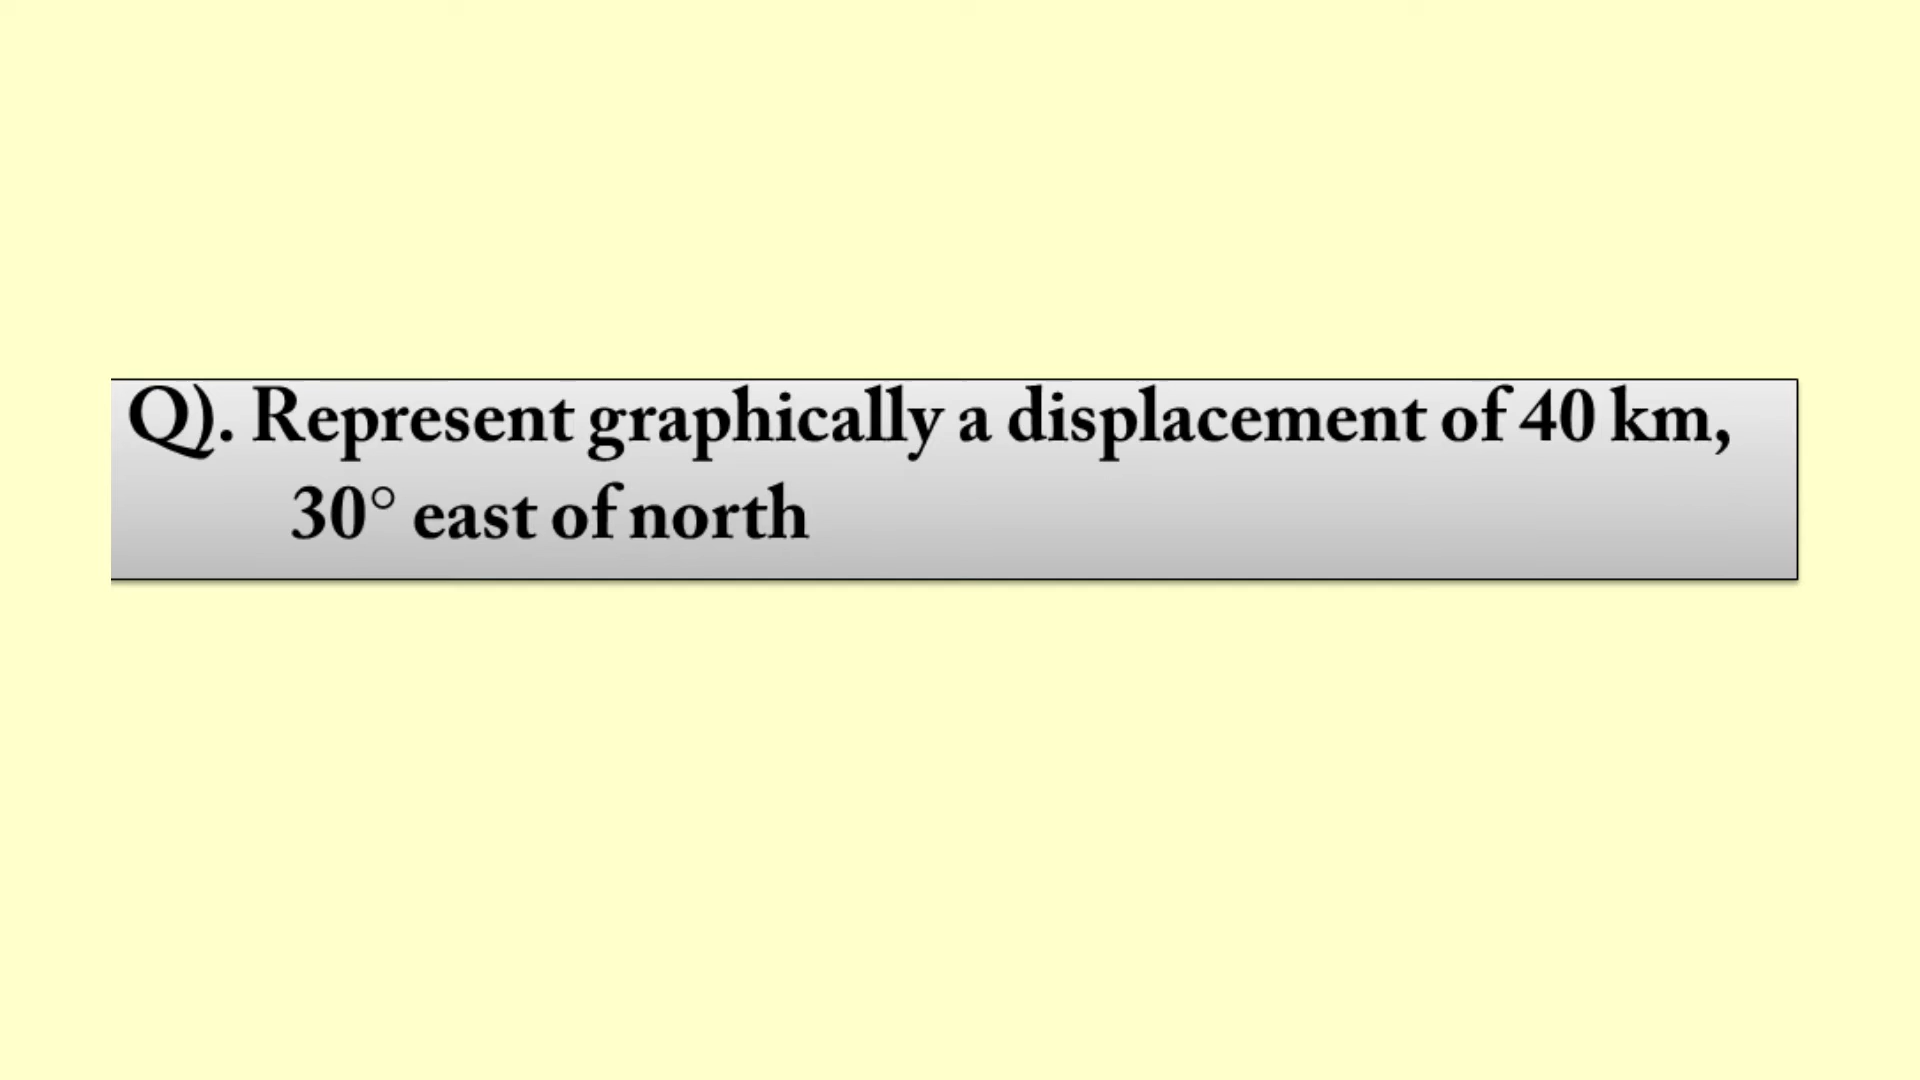 Q). Represent graphically a displacement of 40 km,
30° east of north